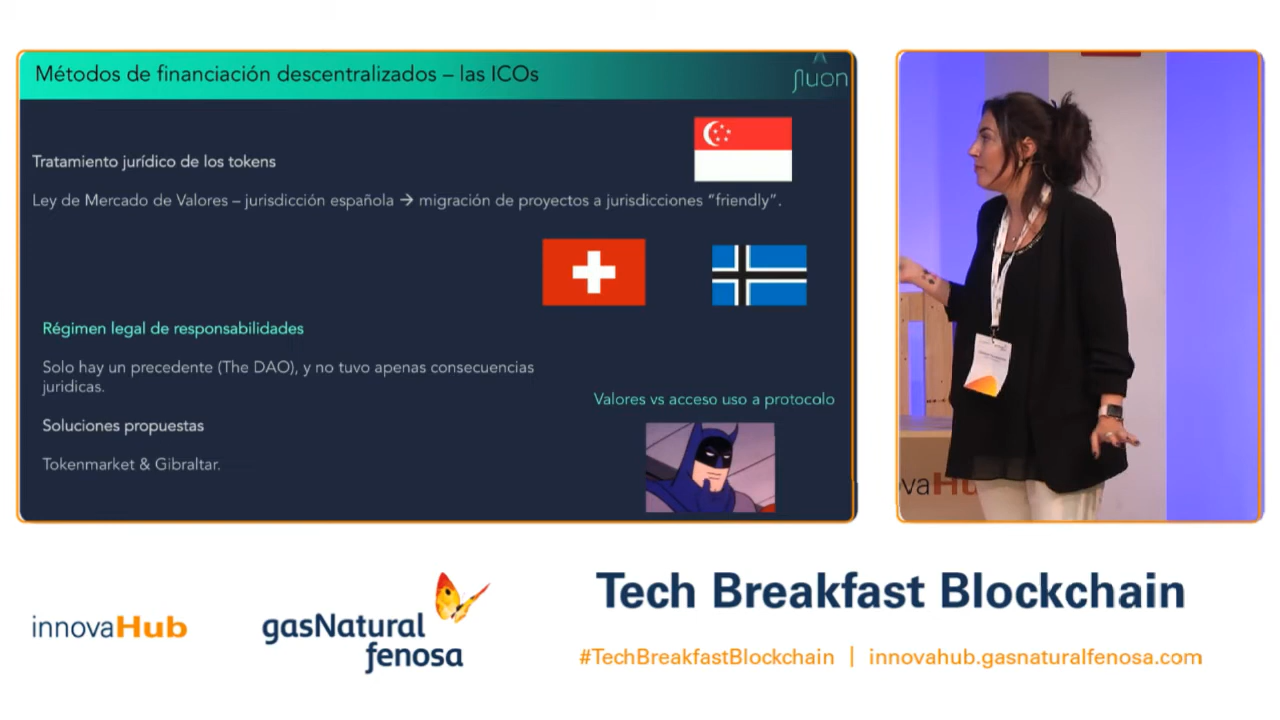 Métodos de financiación descentralizados – las ICOs
fluon
Tratamiento jurídico de los tokens
Ley de Mercado de Valores – jurisdicción española → migración de proyectos a jurisdicciones “friendly”.
Régimen legal de responsabilidades
Solo hay un precedente (The DAO), y no tuvo apenas consecuencias
juridicas.
Valores vs acceso uso a protocolo
Soluciones propuestas
Tokenmarket & Gibraltar.
vaHu
innovaHub
gasNatural
fenosa
Tech Breakfast Blockchain
#TechBreakfastBlockchain | innovahub.gasnaturalfenosa.com